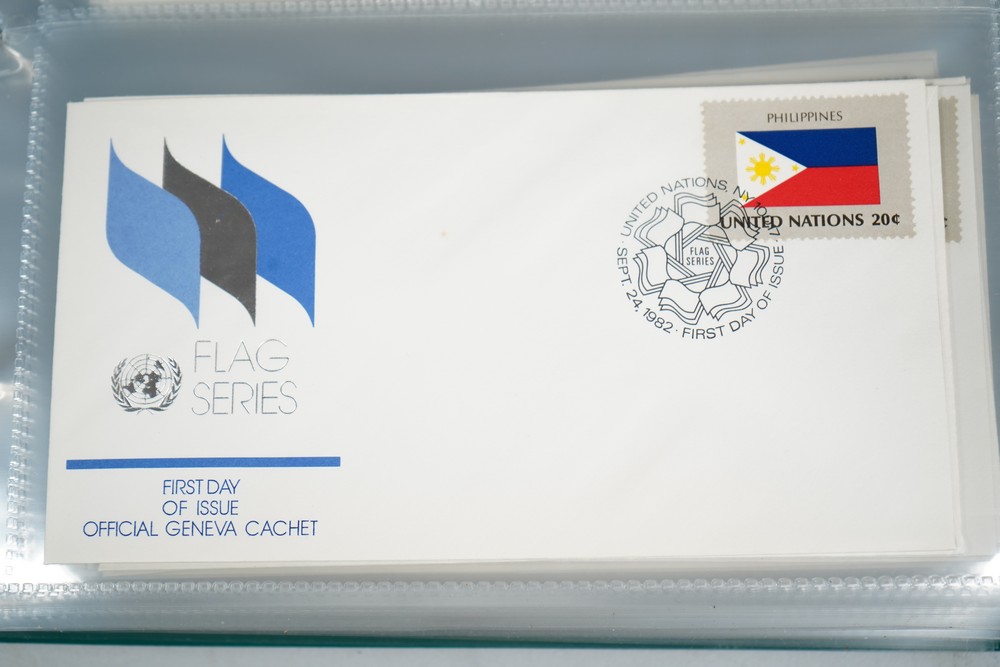 PHILIPPINES
UNITED NATIONS 20¢
UNITED NATIONS, NY 10017
FLAG
SERIES
SEPT. 24, 1982 · FIRST DAY OF ISSUE
FLAG
SERIES
FIRST DAY
OF ISSUE
OFFICIAL GENEVA CACHET
¢